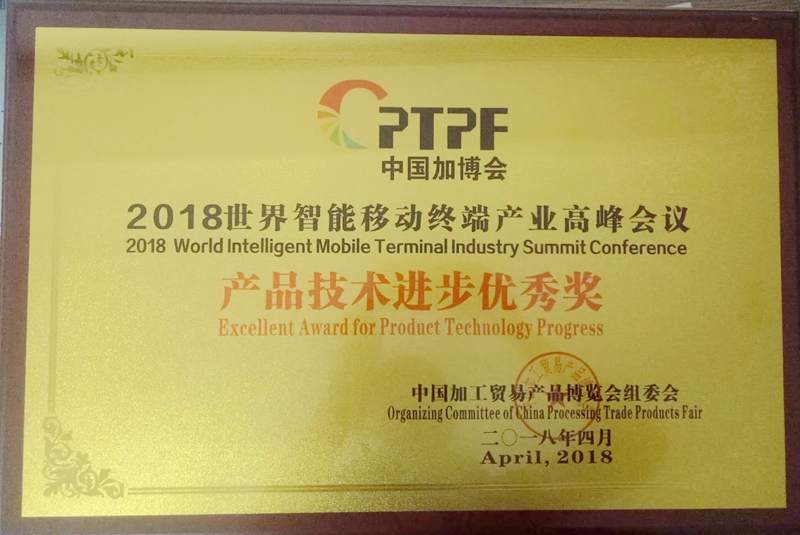 CPTPF
中国加博会
2018世界智能移动终端产业高峰会议
2018 World Intelligent Mobile Terminal Industry Summit Conference
产品技术进步优秀奖
Excellent Award for Product Technology Progress
中国加工贸易产品博览会组委会
Organizing Committee of China Processing Trade Products Fair
二〇一八年四月
April, 2018